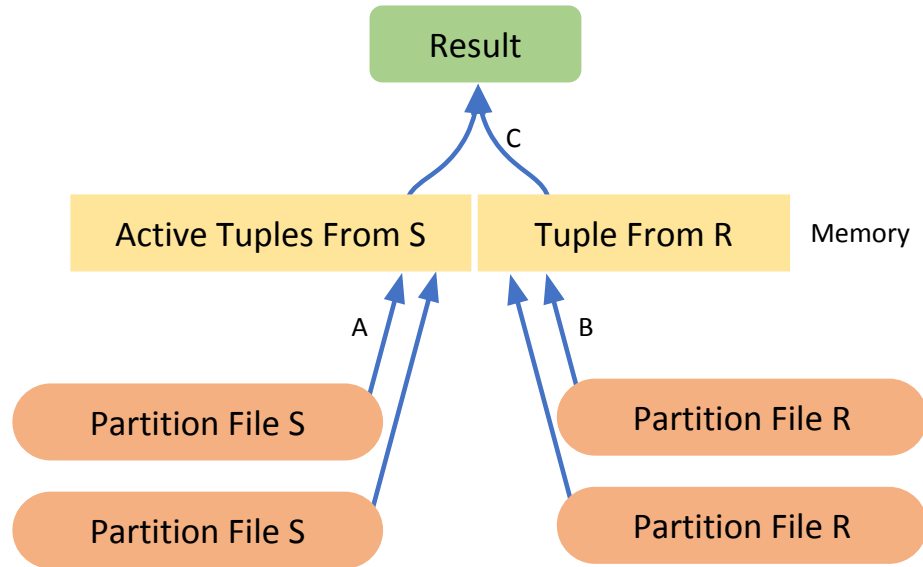 Result
C
Active Tuples From S
Tuple From R
Memory
A
B
Partition File S
Partition File R
Partition File S
Partition File R